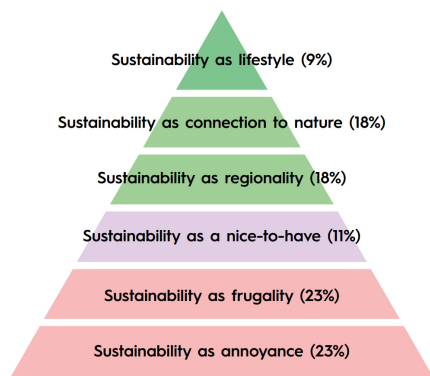 Sustainability as lifestyle (9%)
Sustainability as connection to nature (18%)
Sustainability as regionality (18%)
Sustainability as a nice-to-have (11%)
Sustainability as frugality (23%)
Sustainability as annoyance (23%)